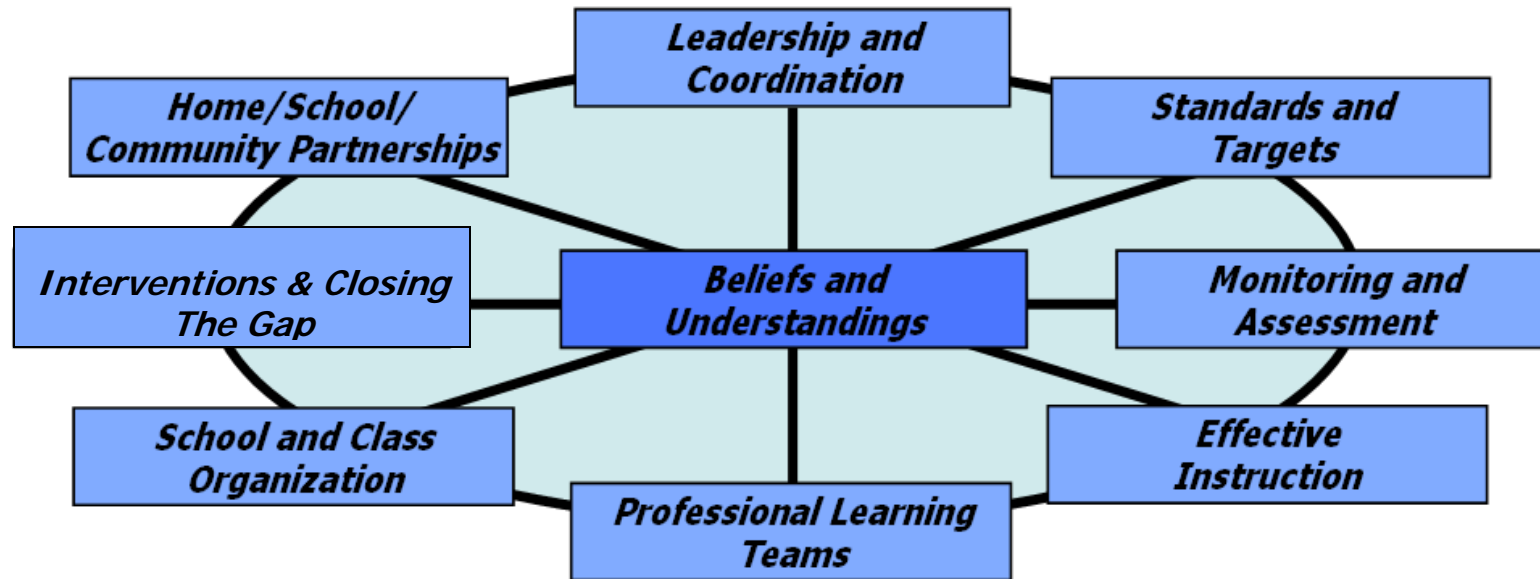 Leadership and
Coordination
Home/School/
Community Partnerships
Standards and
Targets
Interventions & Closing
The Gap
Beliefs and
Understandings
Monitoring and
Assessment
School and Class
Organization
Effective
Instruction
Professional Learning
Teams